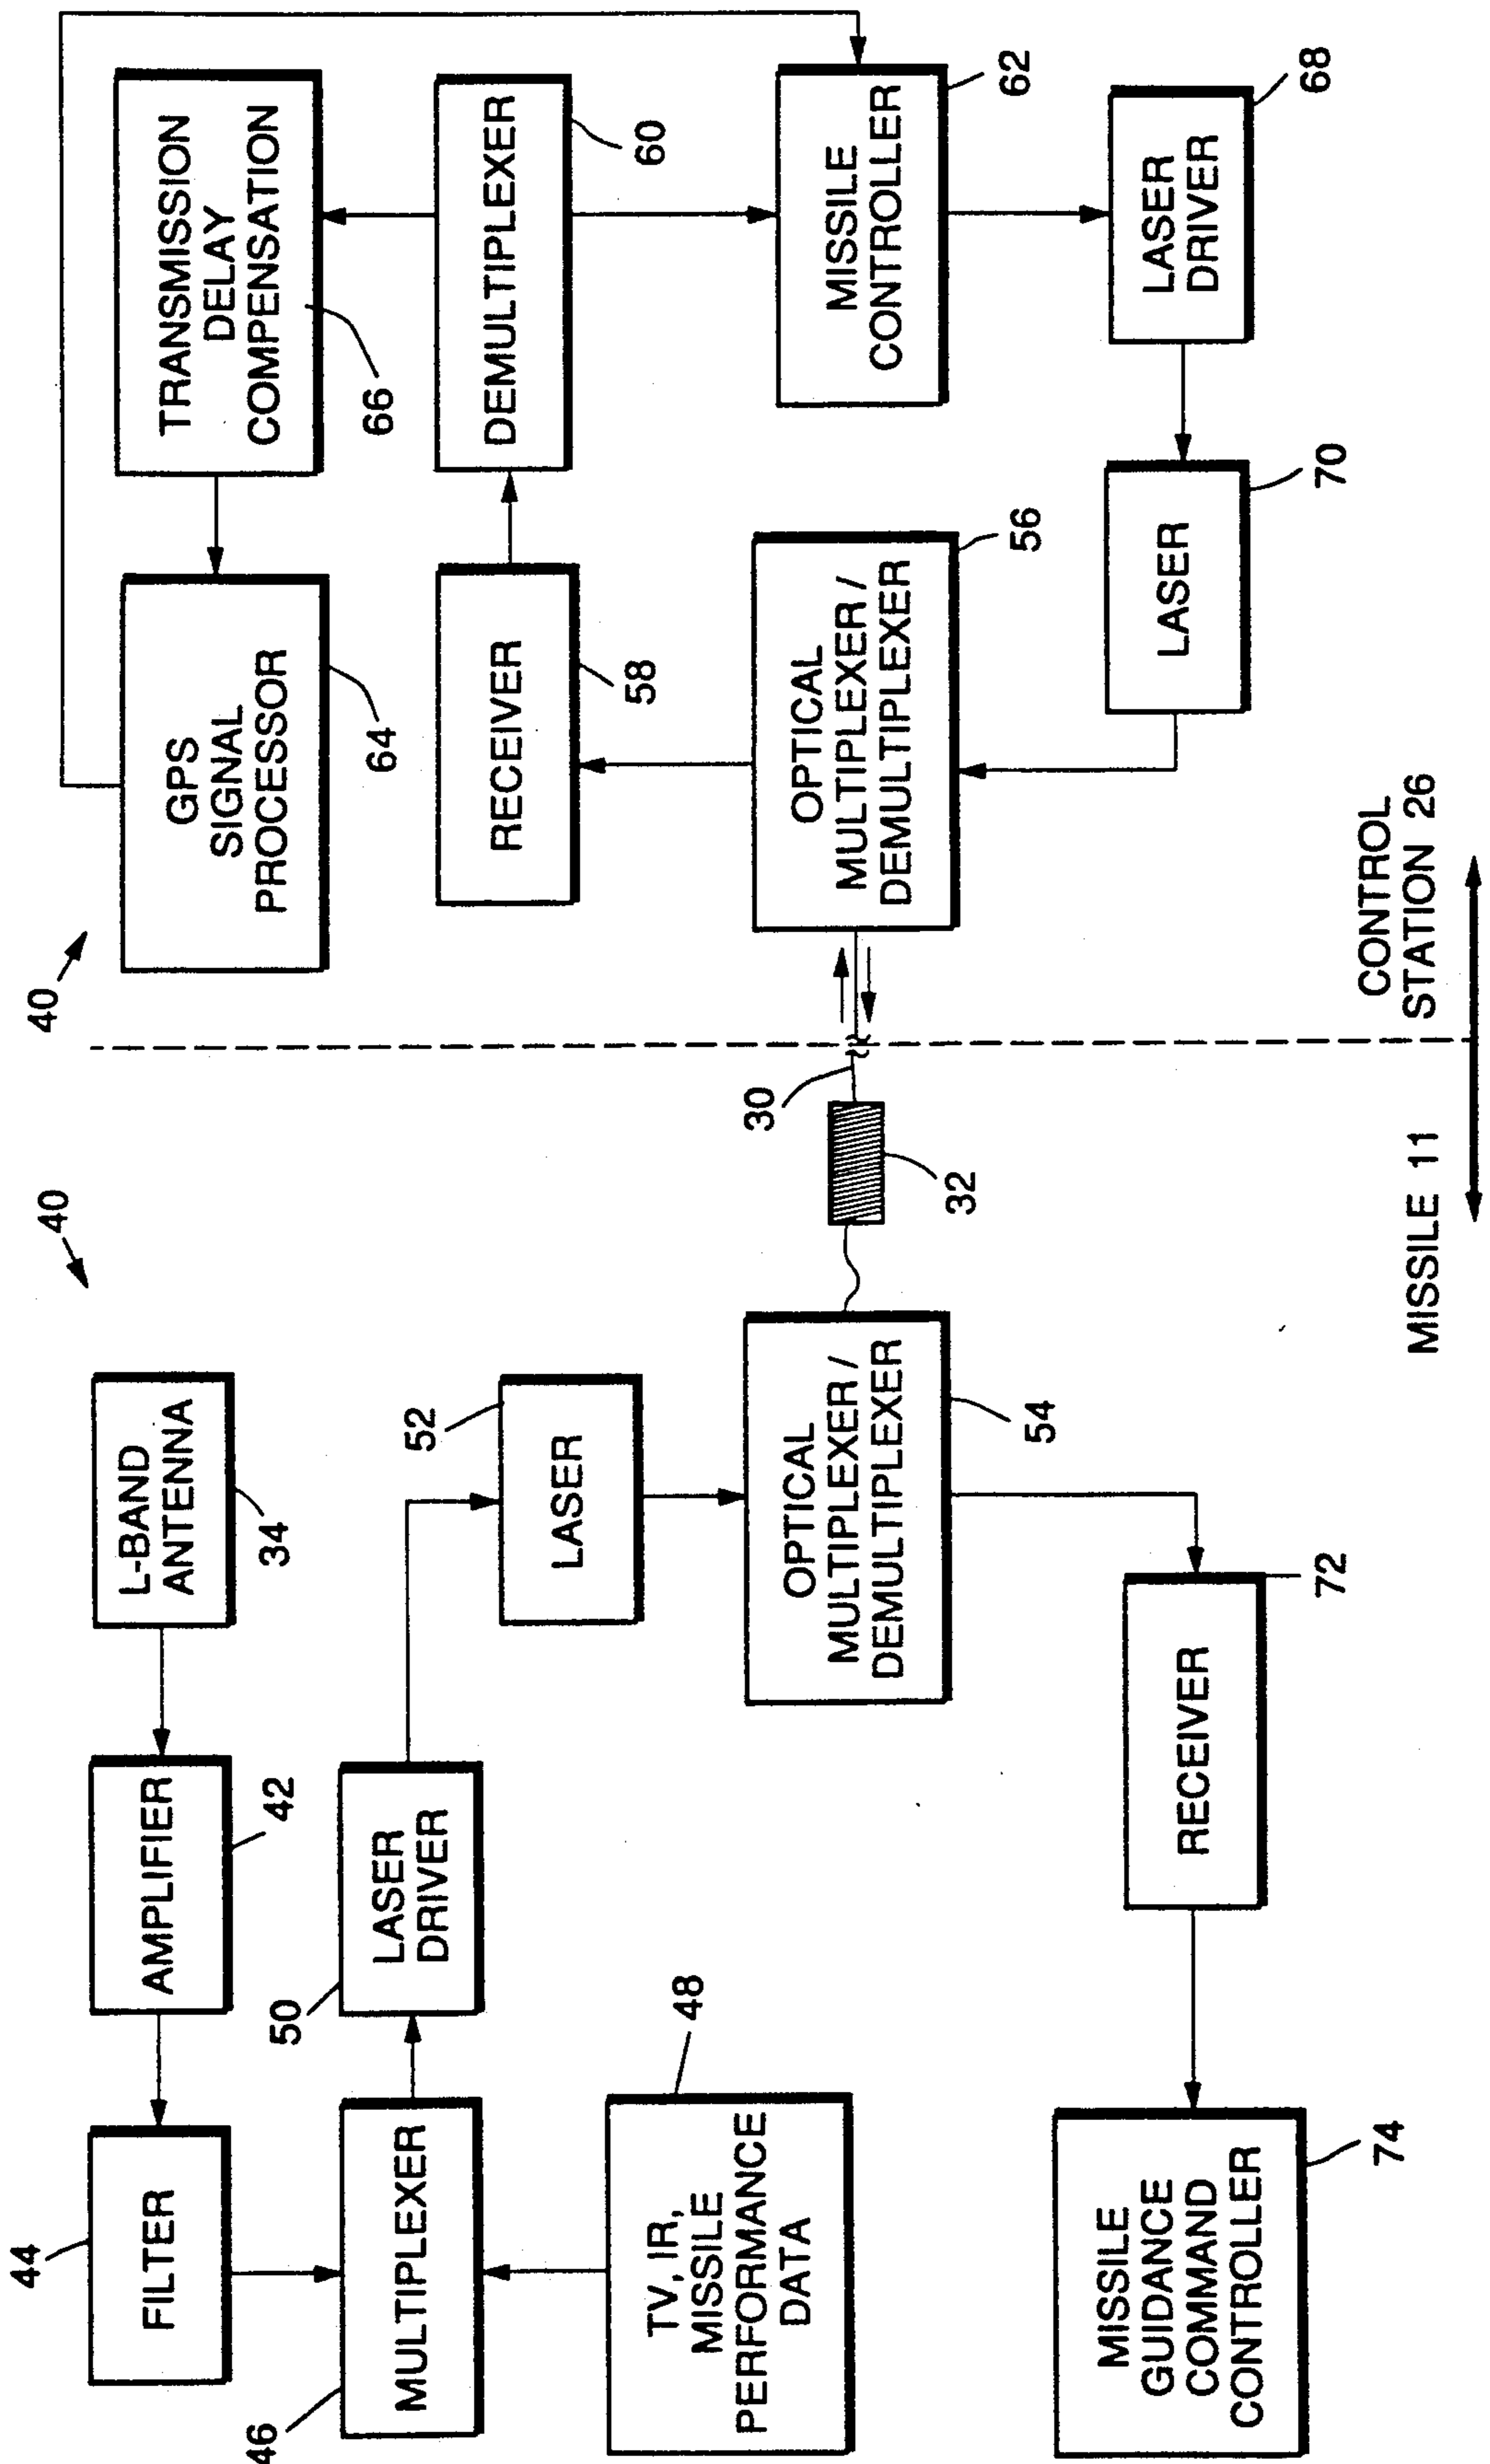 40
40
44
FILTER
AMPLIFIER
42
L-BAND
ANTENNA
34
GPS
SIGNAL
PROCESSOR
64
TRANSMISSION
DELAY
COMPENSATION
66
46
MULTIPLEXER
50
LASER
DRIVER
52
LASER
RECEIVER
58
DEMULTIPLEXER
60
TV, IR,
MISSILE
PERFORMANCE
DATA
48
OPTICAL
MULTIPLEXER /
DEMULTIPLEXER
54
32
30
OPTICAL
MULTIPLEXER /
DEMULTIPLEXER
56
MISSILE
CONTROLLER
62
MISSILE
GUIDANCE
COMMAND
CONTROLLER
74
RECEIVER
72
LASER
70
LASER
DRIVER
68
MISSILE 11
CONTROL
STATION 26